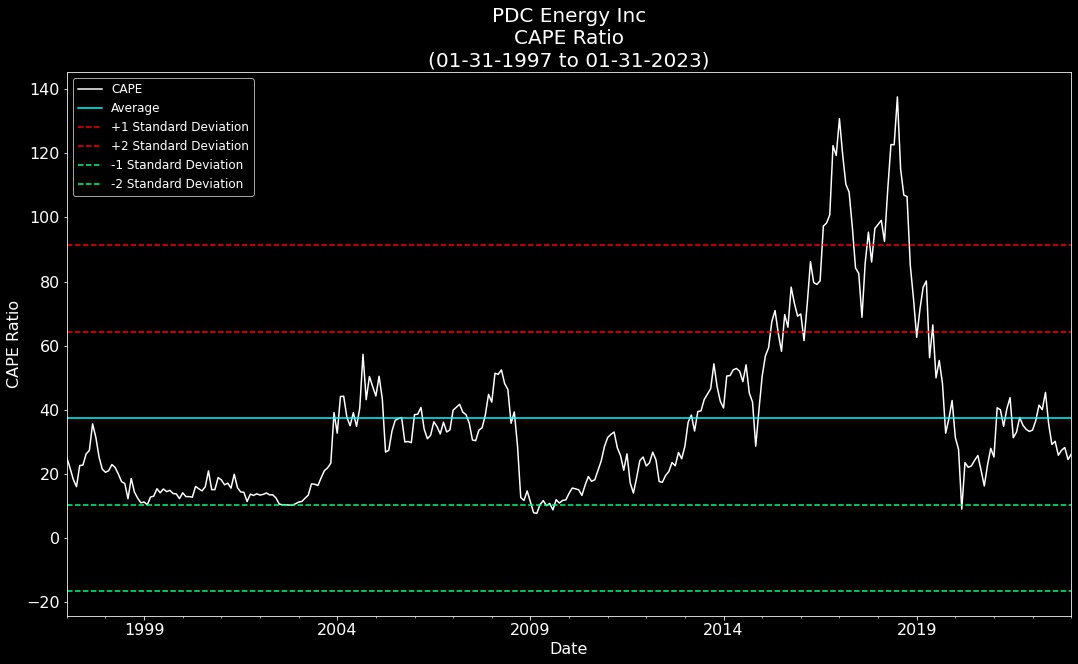 PDC Energy Inc
CAPE Ratio
(01-31-1997 to 01-31-2023)
CAPE
Average
+1 Standard Deviation
+2 Standard Deviation
-1 Standard Deviation
-2 Standard Deviation
CAPE Ratio
140
120
100
80
60
40
20
0
−20
1999 2004 2009 2014 2019
Date